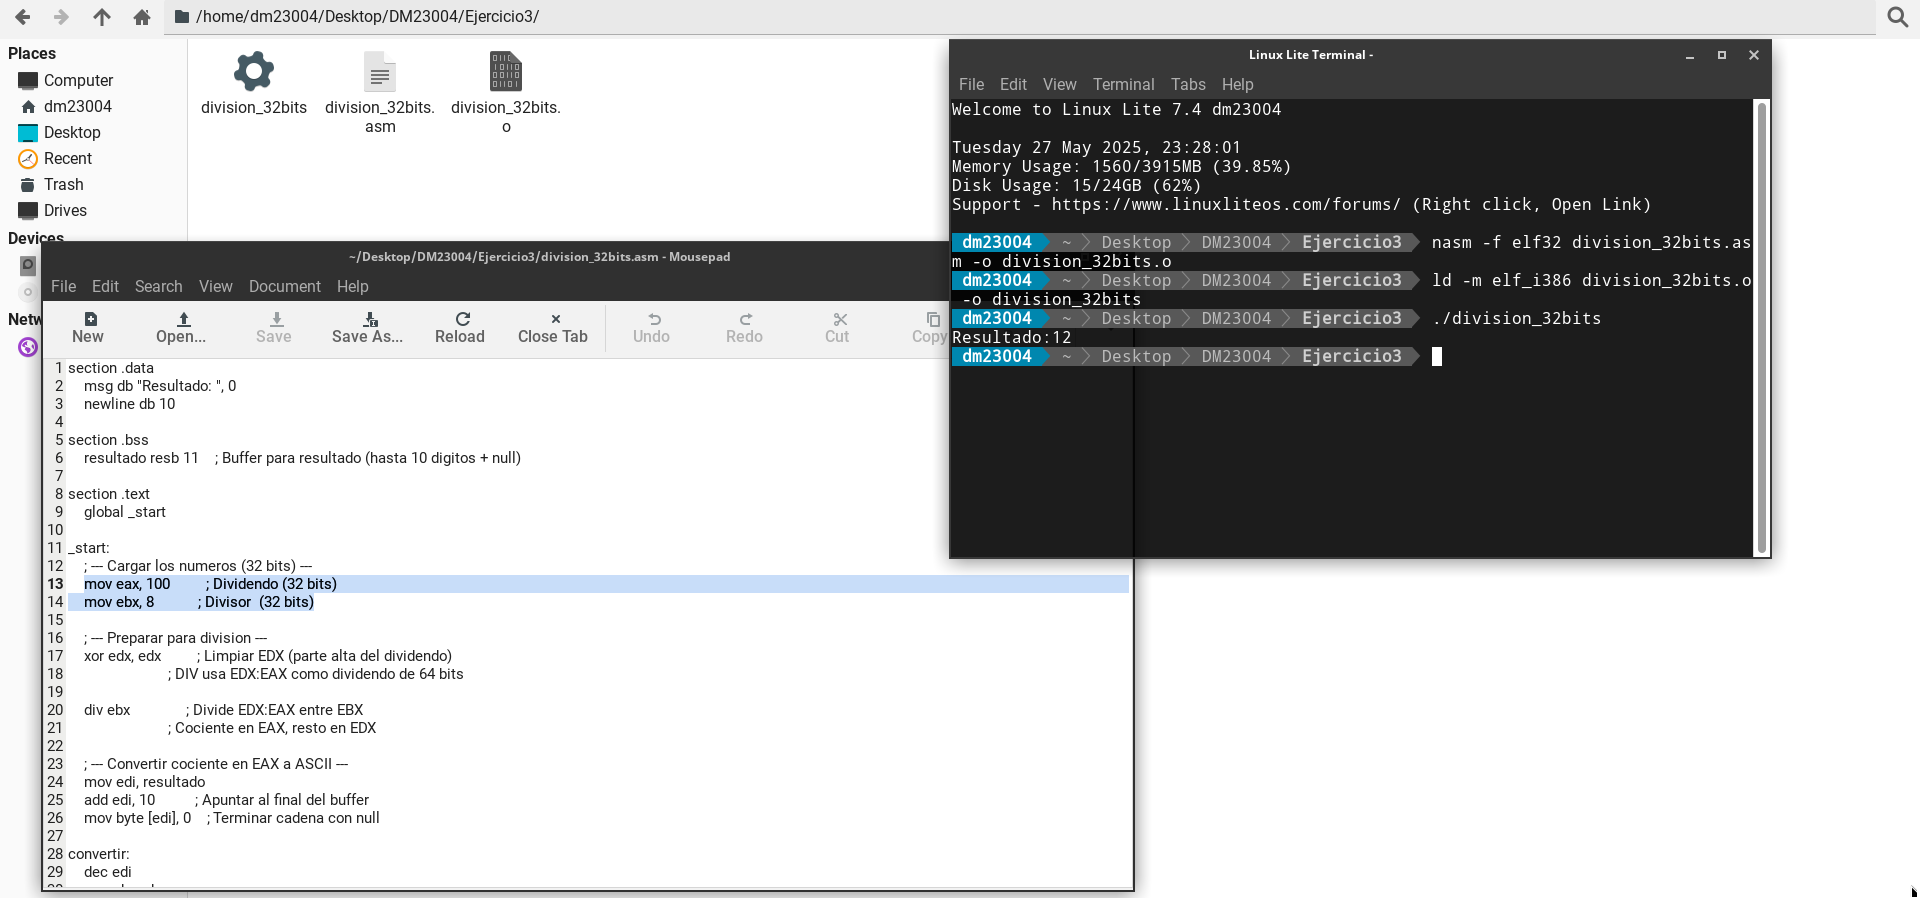 /home/dm23004/Desktop/DM23004/Ejercicio3/
Places
Computer
dm23004
Desktop
Recent
Trash
Drives
Devices
Netw
division_32bits
division_32bits.
asm
division_32bits.
o
~/Desktop/DM23004/Ejercicio3/division_32bits.asm - Mousepad
File Edit Search View Document Help
New Open... Save Save As... Reload Close Tab Undo Redo Cut Copy
1 section .data
2 msg db "Resultado: ", 0
3 newline db 10
4
5 section .bss
6 resultado resb 11 ; Buffer para resultado (hasta 10 digitos + null)
7
8 section .text
9 global _start
10
11 _start:
12 ; --- Cargar los numeros (32 bits) ---
13 mov eax, 100 ; Dividendo (32 bits)
14 mov ebx, 8 ; Divisor (32 bits)
15
16 ; --- Preparar para division ---
17 xor edx, edx ; Limpiar EDX (parte alta del dividendo)
18 ; DIV usa EDX:EAX como dividendo de 64 bits
19
20 div ebx ; Divide EDX:EAX entre EBX
21 ; Cociente en EAX, resto en EDX
22
23 ; --- Convertir cociente en EAX a ASCII ---
24 mov edi, resultado
25 add edi, 10 ; Apuntar al final del buffer
26 mov byte [edi], 0 ; Terminar cadena con null
27
28 convertir:
29 dec edi
Linux Lite Terminal -
File Edit View Terminal Tabs Help
Welcome to Linux Lite 7.4 dm23004
Tuesday 27 May 2025, 23:28:01
Memory Usage: 1560/3915MB (39.85%)
Disk Usage: 15/24GB (62%)
Support - https://www.linuxliteos.com/forums/ (Right click, Open Link)
dm23004 ~ Desktop DM23004 Ejercicio3 nasm -f elf32 division_32bits.as
m -o division_32bits.o
dm23004 ~ Desktop DM23004 Ejercicio3 ld -m elf_i386 division_32bits.o
-o division_32bits
dm23004 ~ Desktop DM23004 Ejercicio3 ./division_32bits
Resultado:12
dm23004 ~ Desktop DM23004 Ejercicio3